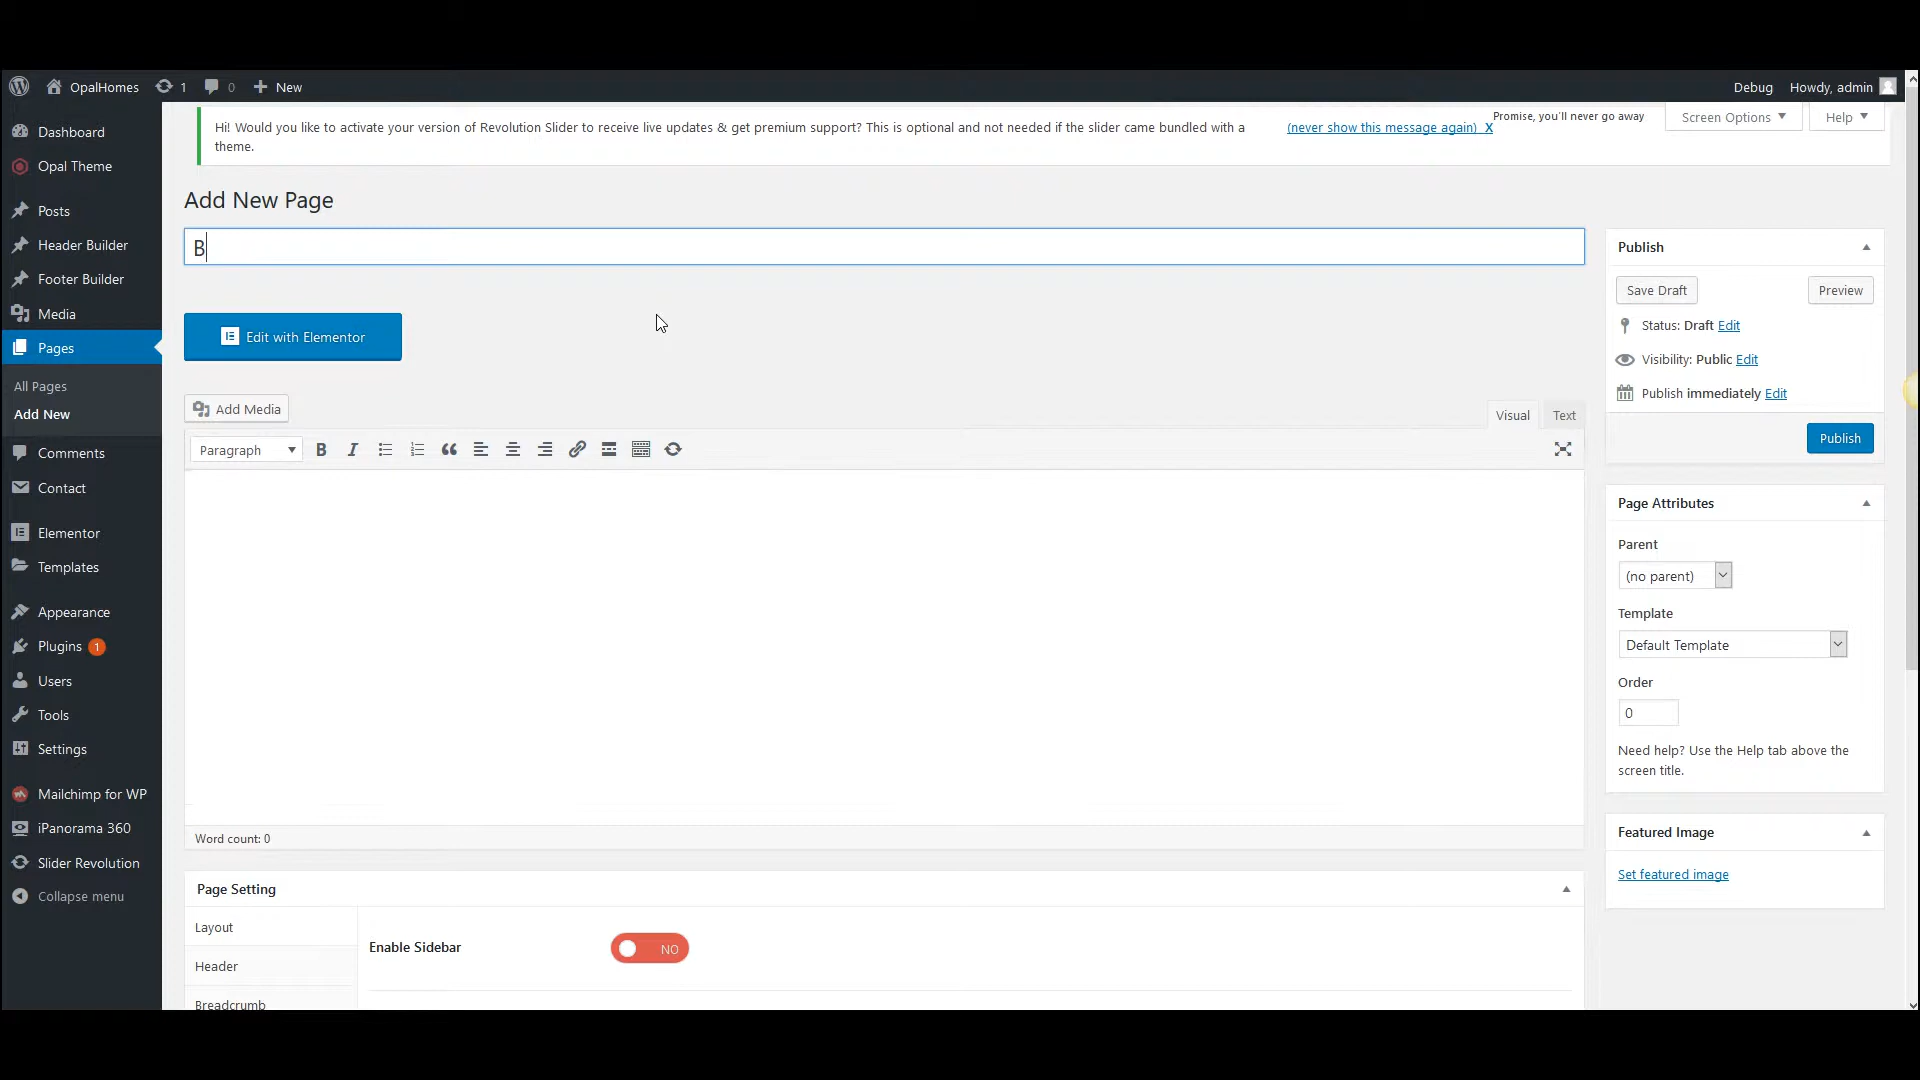 OpalHomes 1 0 New Debug Howdy, admin
Dashboard
Opal Theme
Posts
Header Builder
Footer Builder
Media
Pages
All Pages
Add New
Comments
Contact
Elementor
Templates
Appearance
Plugins 1
Users
Tools
Settings
Mailchimp for WP
iPanorama 360
Slider Revolution
Collapse menu
Hi! Would you like to activate your version of Revolution Slider to receive live updates & get premium support? This is optional and not needed if the slider came bundled with a
theme.
(never show this message again) X
Promise, you'll never go away
Screen Options
Help
Add New Page
B
Edit with Elementor
Add Media
Visual Text
Paragraph
Word count: 0
Page Setting
Layout
Header
Breadcrumb
Enable Sidebar NO
Publish
Save Draft Preview
Status: Draft Edit
Visibility: Public Edit
Publish immediately Edit
Publish
Page Attributes
Parent
(no parent)
Template
Default Template
Order
0
Need help? Use the Help tab above the
screen title.
Featured Image
Set featured image